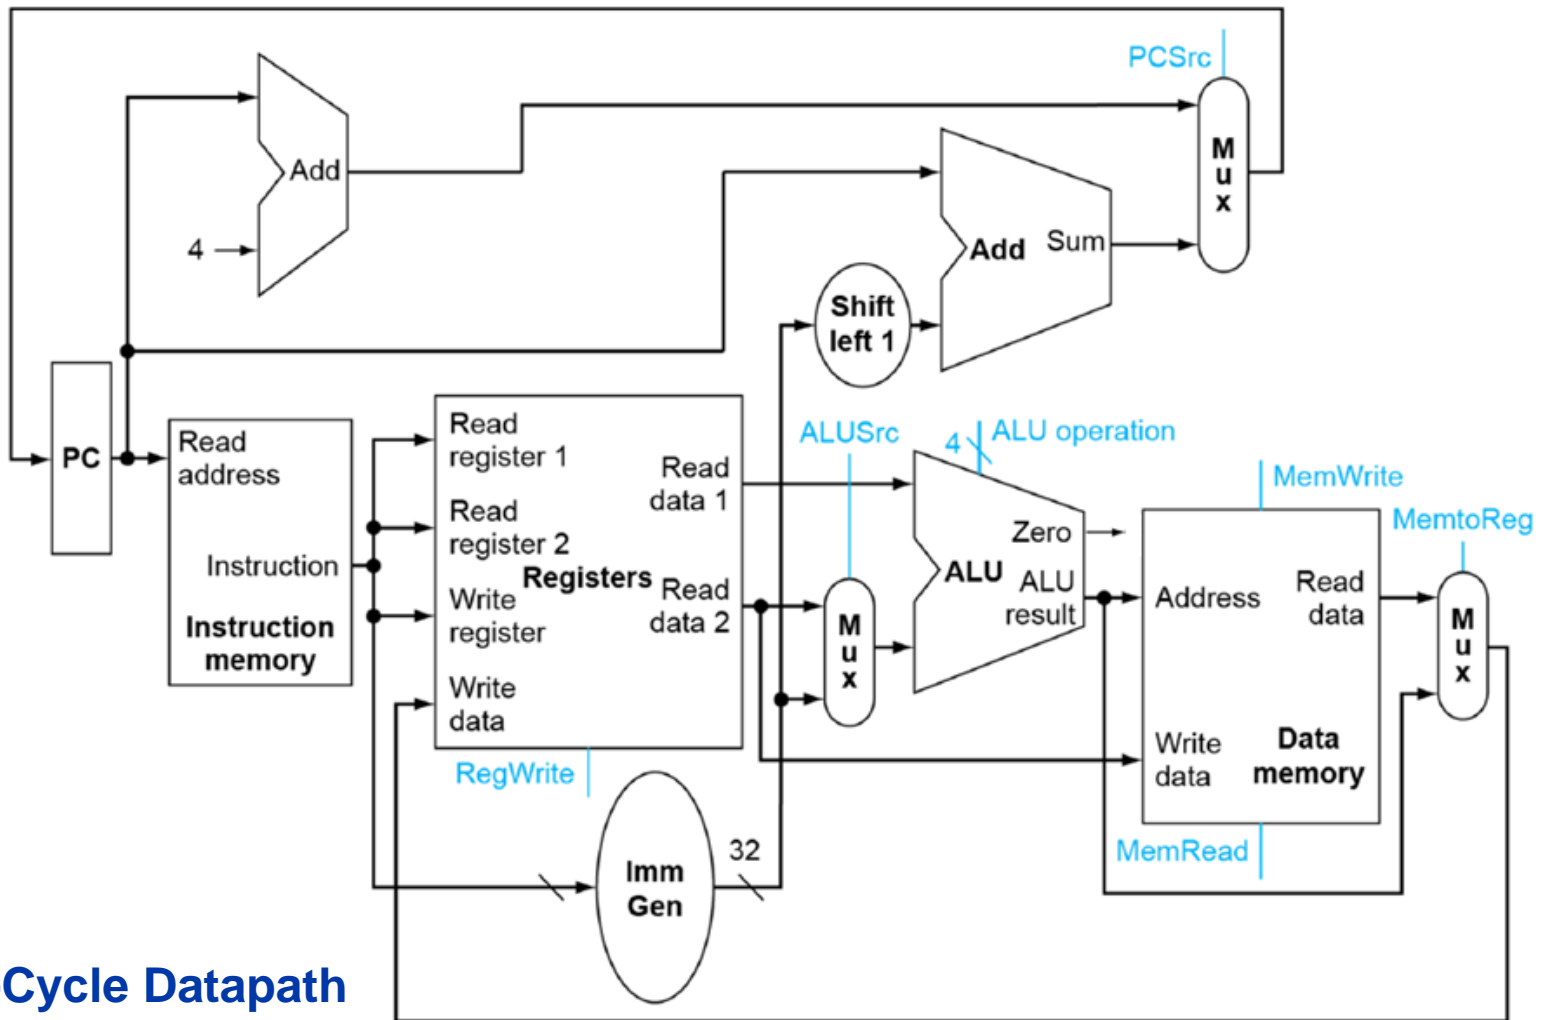 PCSrc
M
u
x
Add
4
Add Sum
Shift
left 1
PC
Read
address
Instruction
Instruction
memory
Read
register 1
Read
register 2
Write
register
Write
data
Registers
Read
data 1
Read
data 2
RegWrite
Imm
Gen
32
ALUSrc
M
u
x
4
ALU operation
Zero
ALU
ALU
result
MemWrite
Address
Read
data
Write
data
Data
memory
MemRead
MemtoReg
M
u
x
Cycle Datapath